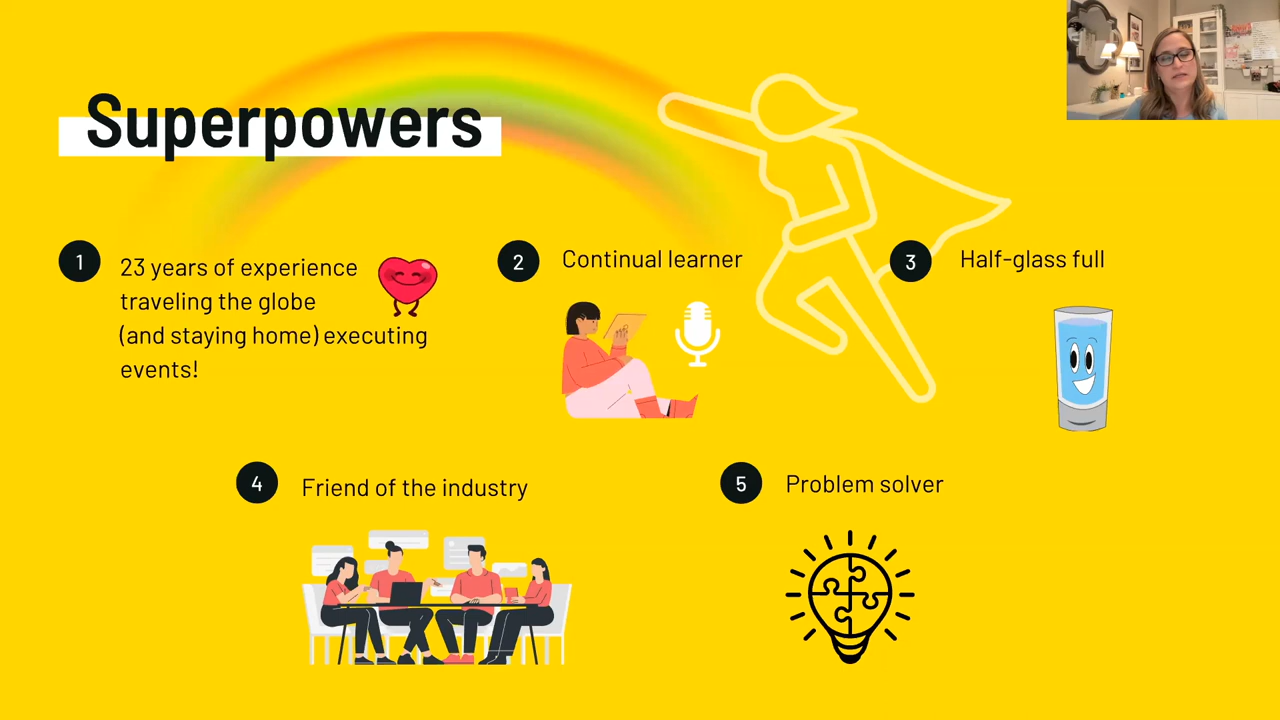 Superpowers
1
23 years of experience
traveling the globe
(and staying home) executing
events!
2
Continual learner
3
Half-glass full
4
Friend of the industry
5
Problem solver